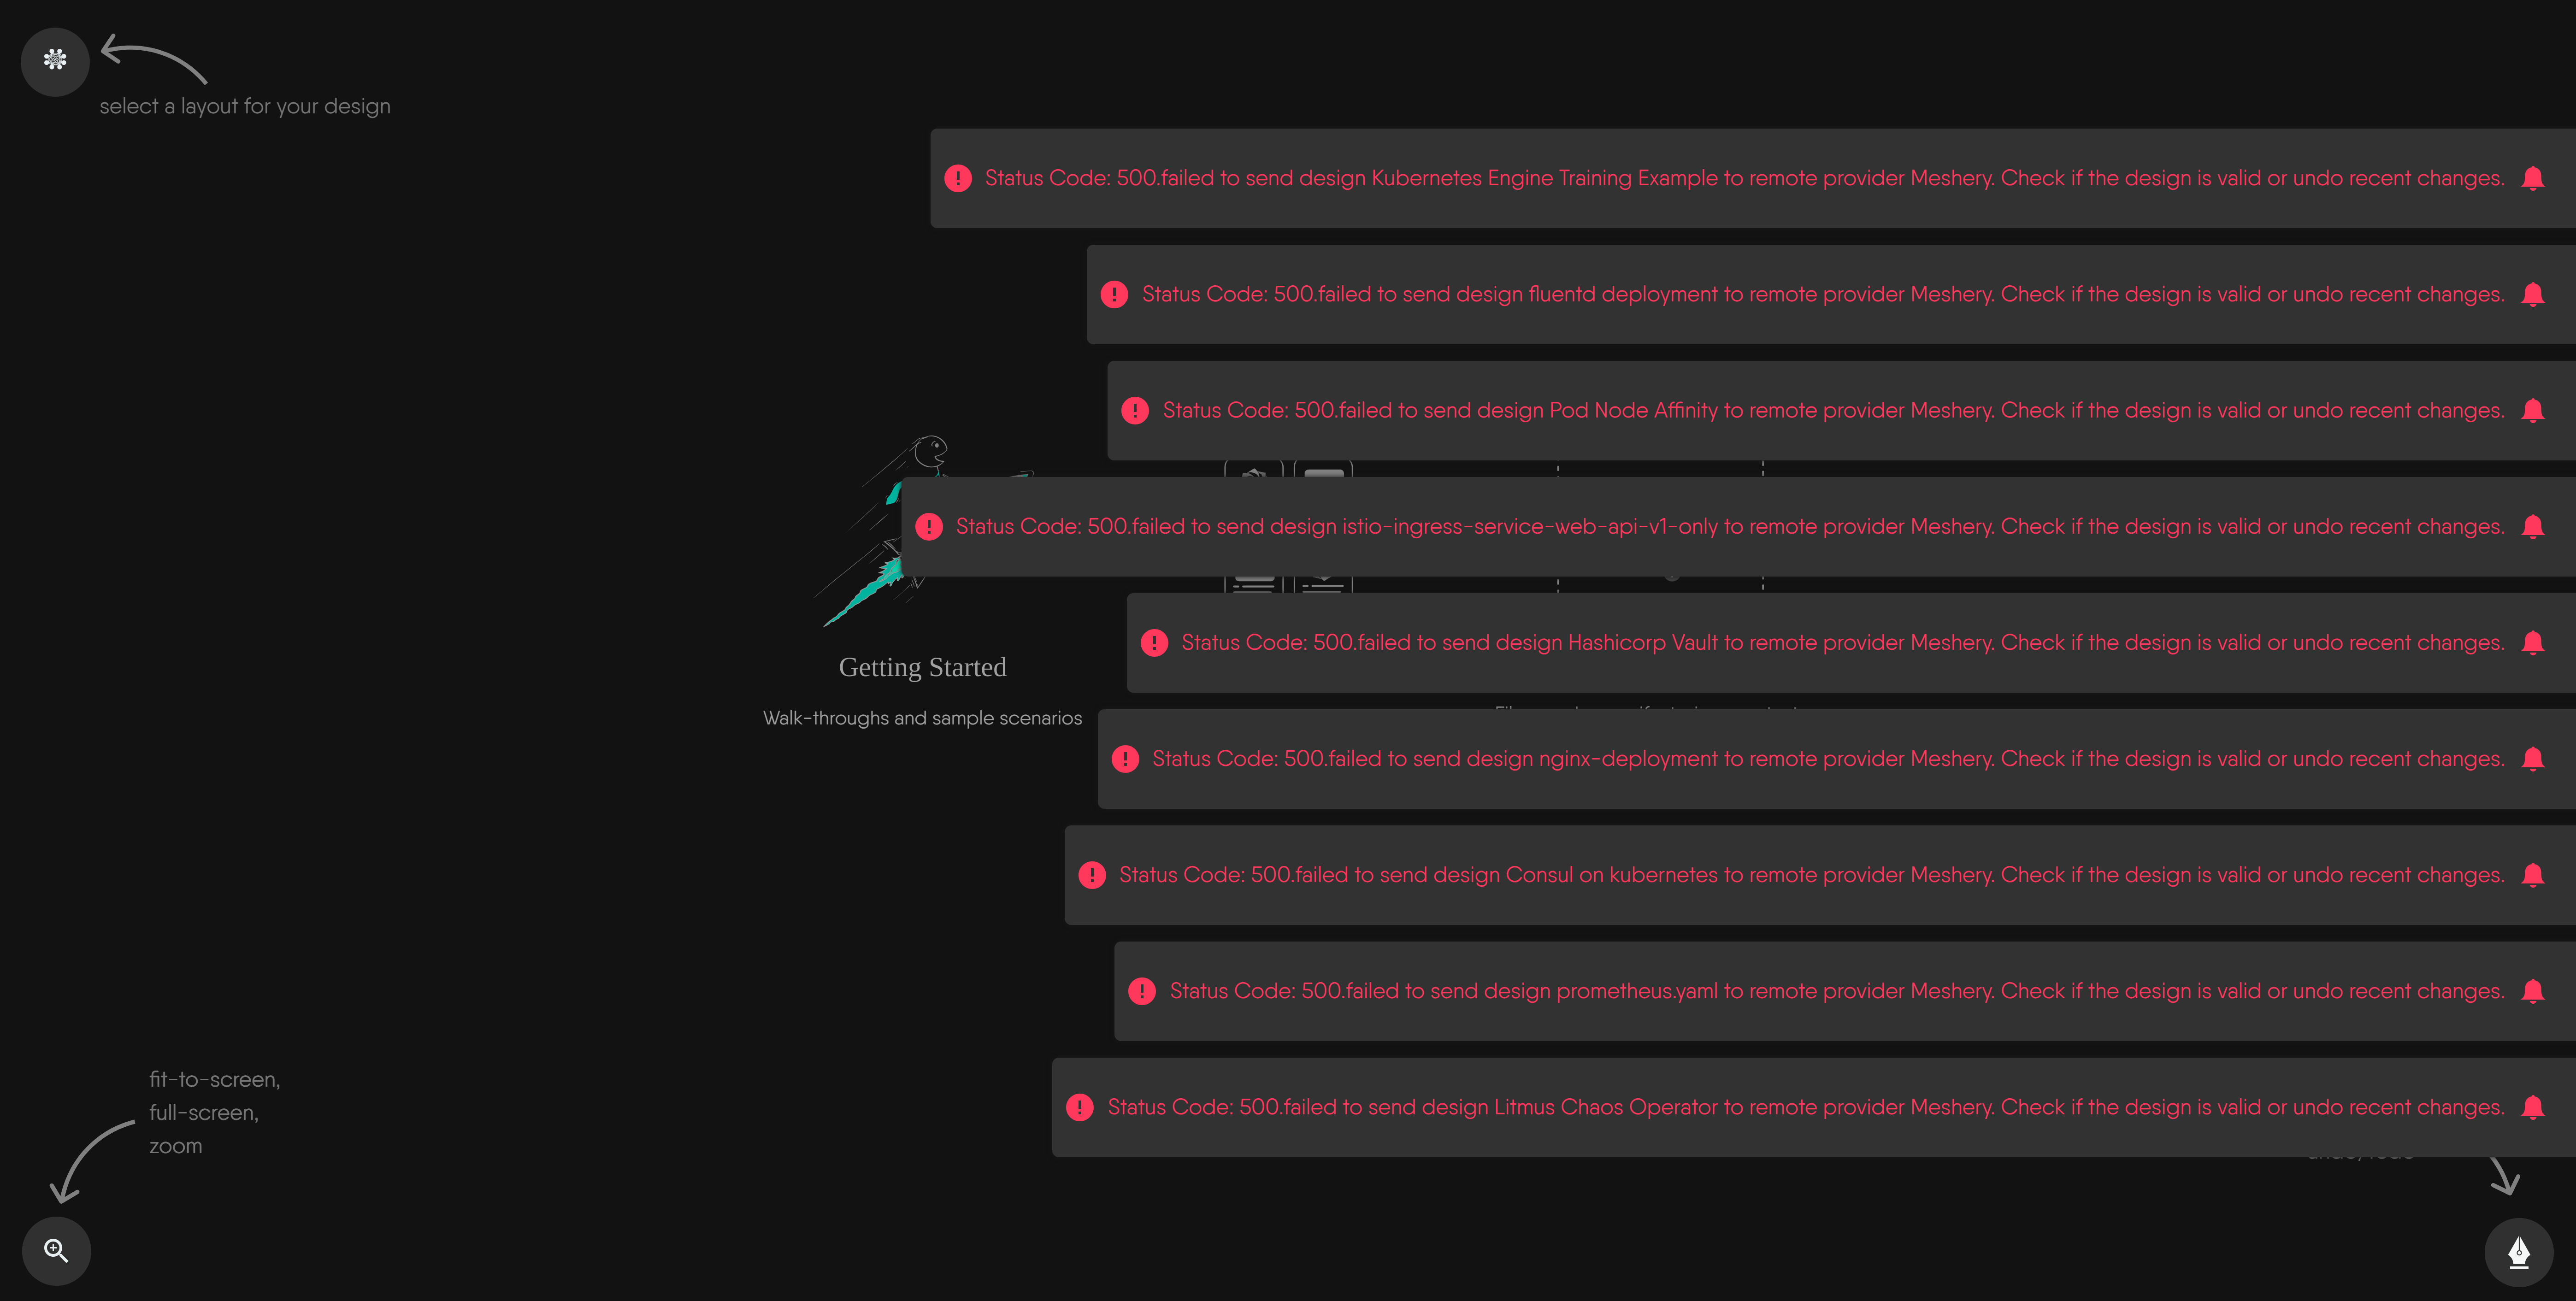 select a layout for your design
Status Code: 500.failed to send design Kubernetes Engine Training Example to remote provider Meshery. Check if the design is valid or undo recent changes.
Status Code: 500.failed to send design fluentd deployment to remote provider Meshery. Check if the design is valid or undo recent changes.
Status Code: 500.failed to send design Pod Node Affinity to remote provider Meshery. Check if the design is valid or undo recent changes.
Status Code: 500.failed to send design istio-ingress-service-web-api-v1-only to remote provider Meshery. Check if the design is valid or undo recent changes.
Status Code: 500.failed to send design Hashicorp Vault to remote provider Meshery. Check if the design is valid or undo recent changes.
Getting Started
Walk-throughs and sample scenarios
Status Code: 500.failed to send design nginx-deployment to remote provider Meshery. Check if the design is valid or undo recent changes.
Status Code: 500.failed to send design Consul on kubernetes to remote provider Meshery. Check if the design is valid or undo recent changes.
Status Code: 500.failed to send design prometheus.yaml to remote provider Meshery. Check if the design is valid or undo recent changes.
Status Code: 500.failed to send design Litmus Chaos Operator to remote provider Meshery. Check if the design is valid or undo recent changes.
fit-to-screen,
full-screen,
zoom